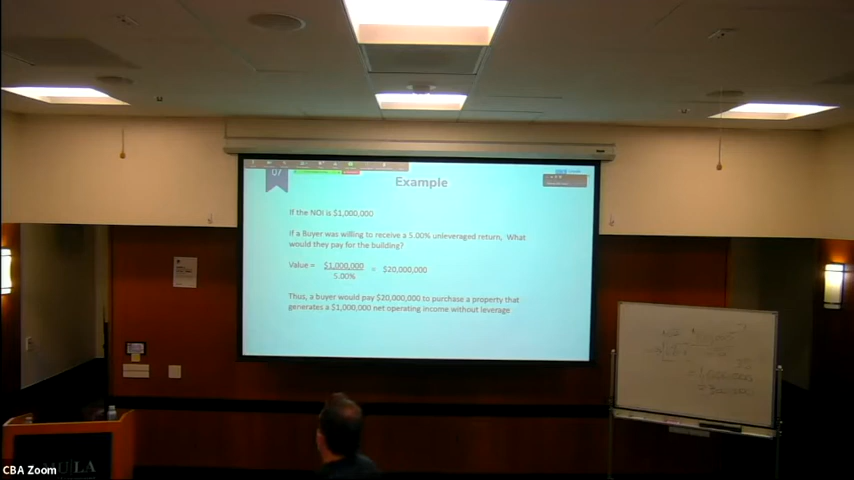 07
Example
If the NOI is $1,000,000
If a Buyer was willing to receive a 5.00% unleveraged return, What
would they pay for the building?
Value = $1,000,000 = $20,000,000
5.00%
Thus, a buyer would pay $20,000,000 to purchase a property that
generates a $1,000,000 net operating income without leverage
CBA Zoom